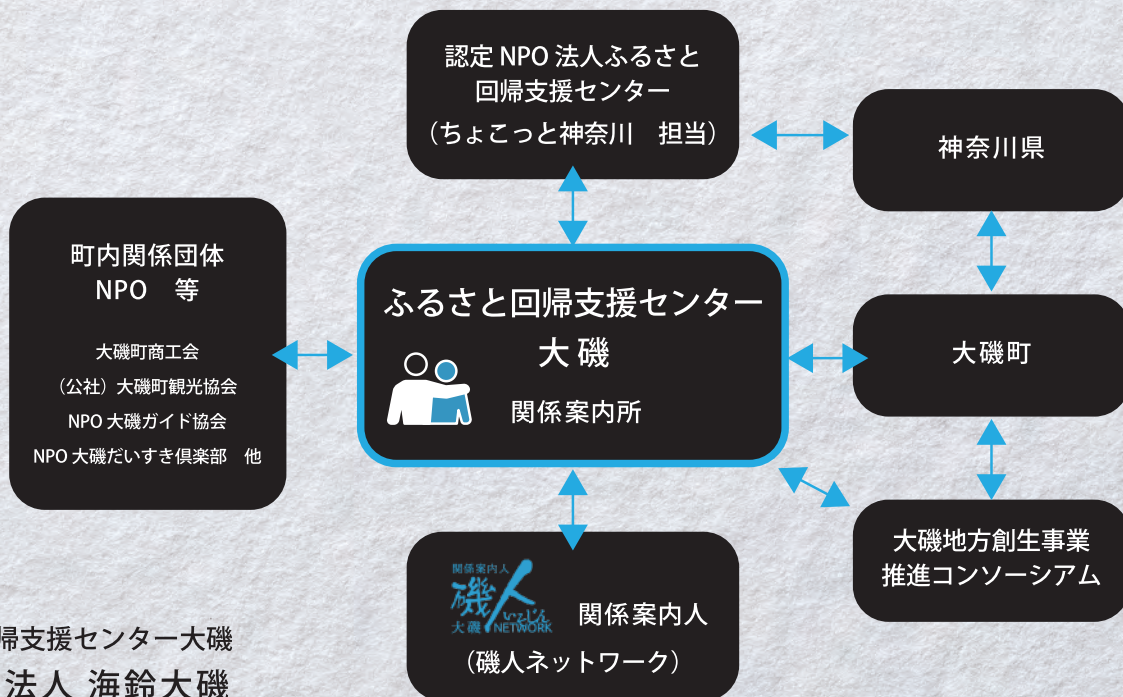 認定 NPO 法人ふるさと
回帰支援センター
（ちょこっと神奈川　担当）
神奈川県
町内関係団体
NPO　等
大磯町商工会
（公社）大磯町観光協会
NPO 大磯ガイド協会
NPO 大磯だいすき倶楽部　他
ふるさと回帰支援センター
大磯
関係案内所
大磯町
大磯地方創生事業
推進コンソーシアム
関係案内人
磯人
いそじん
大磯 NETWORK
関係案内人
（磯人ネットワーク）
帰支援センター大磯
法人 海鈴大磯